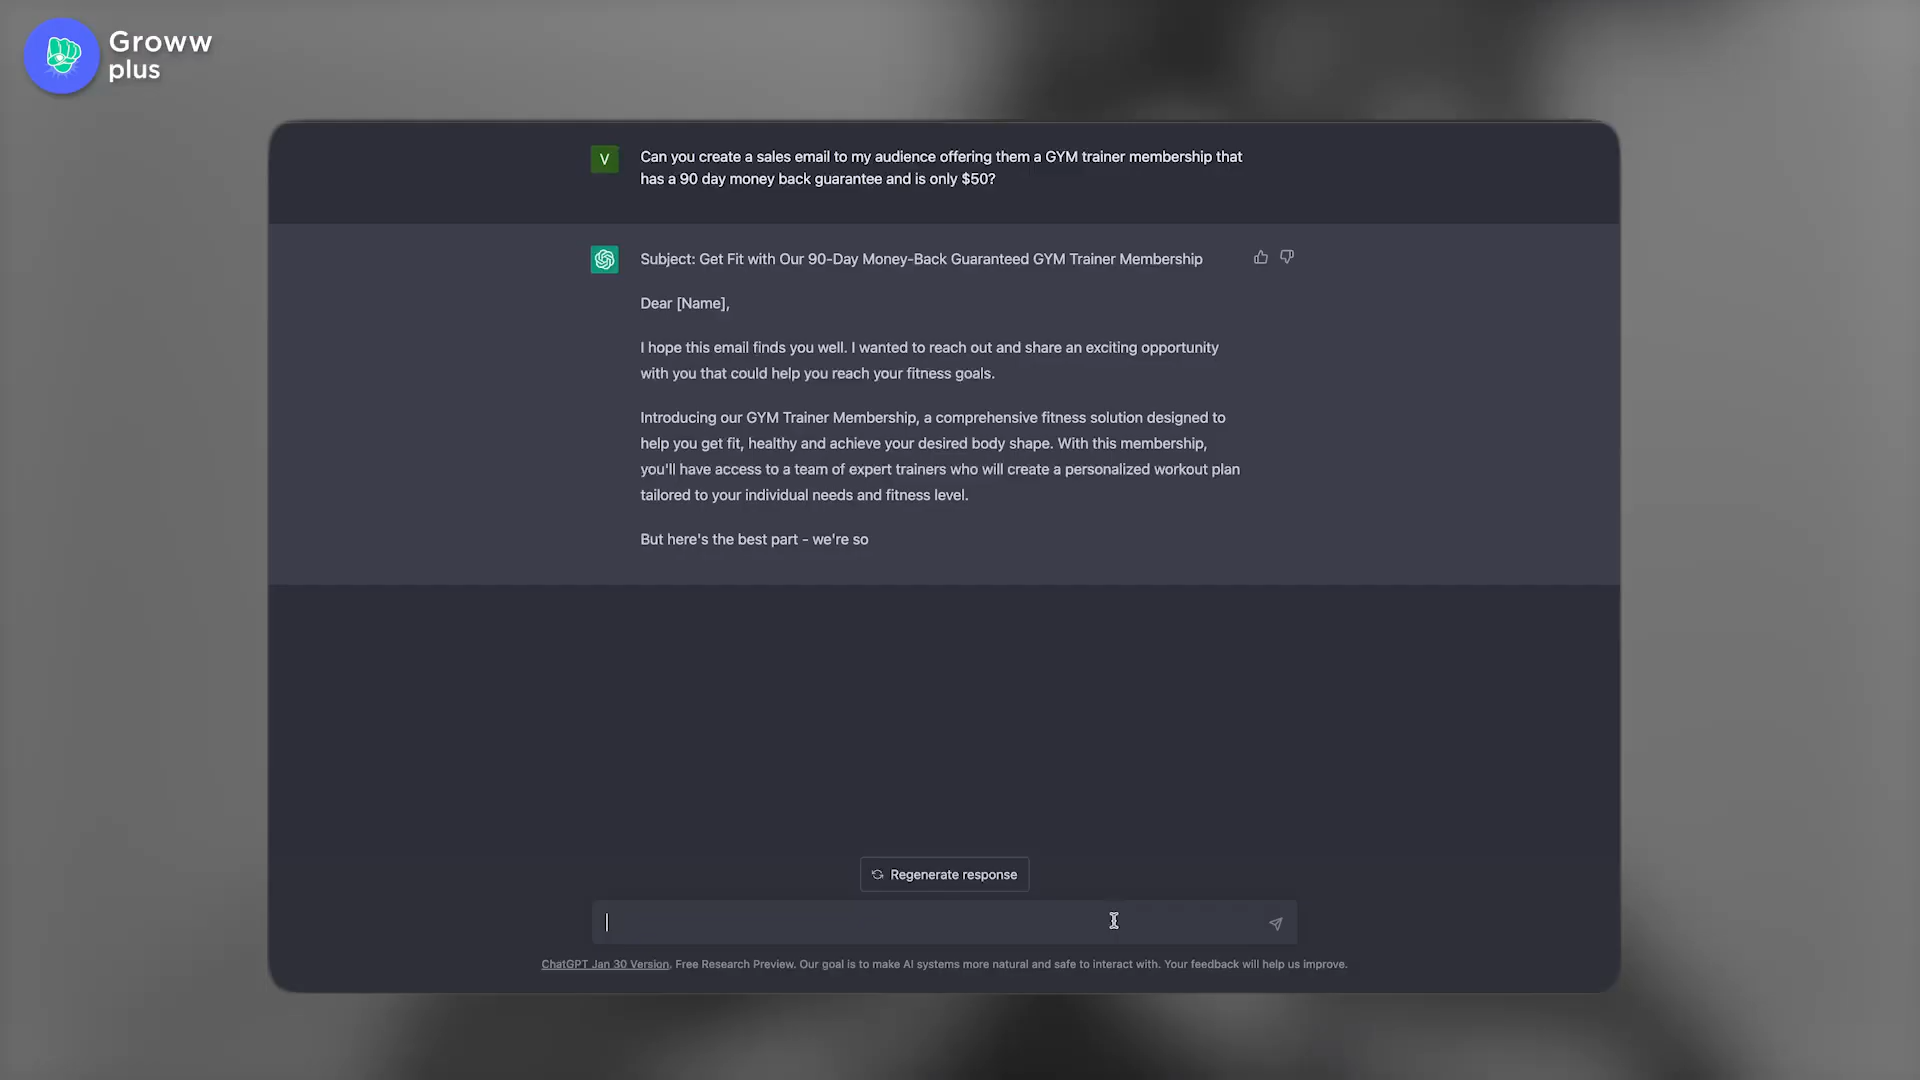 Groww
plus
V
Can you create a sales email to my audience offering them a GYM trainer membership that
has a 90 day money back guarantee and is only $50?
Subject: Get Fit with Our 90-Day Money-Back Guaranteed GYM Trainer Membership
Dear [Name],
I hope this email finds you well. I wanted to reach out and share an exciting opportunity
with you that could help you reach your fitness goals.
Introducing our GYM Trainer Membership, a comprehensive fitness solution designed to
help you get fit, healthy and achieve your desired body shape. With this membership,
you'll have access to a team of expert trainers who will create a personalized workout plan
tailored to your individual needs and fitness level.
But here's the best part - we're so
Regenerate response
ChatGPT Jan 30 Version. Free Research Preview. Our goal is to make AI systems more natural and safe to interact with. Your feedback will help us improve.